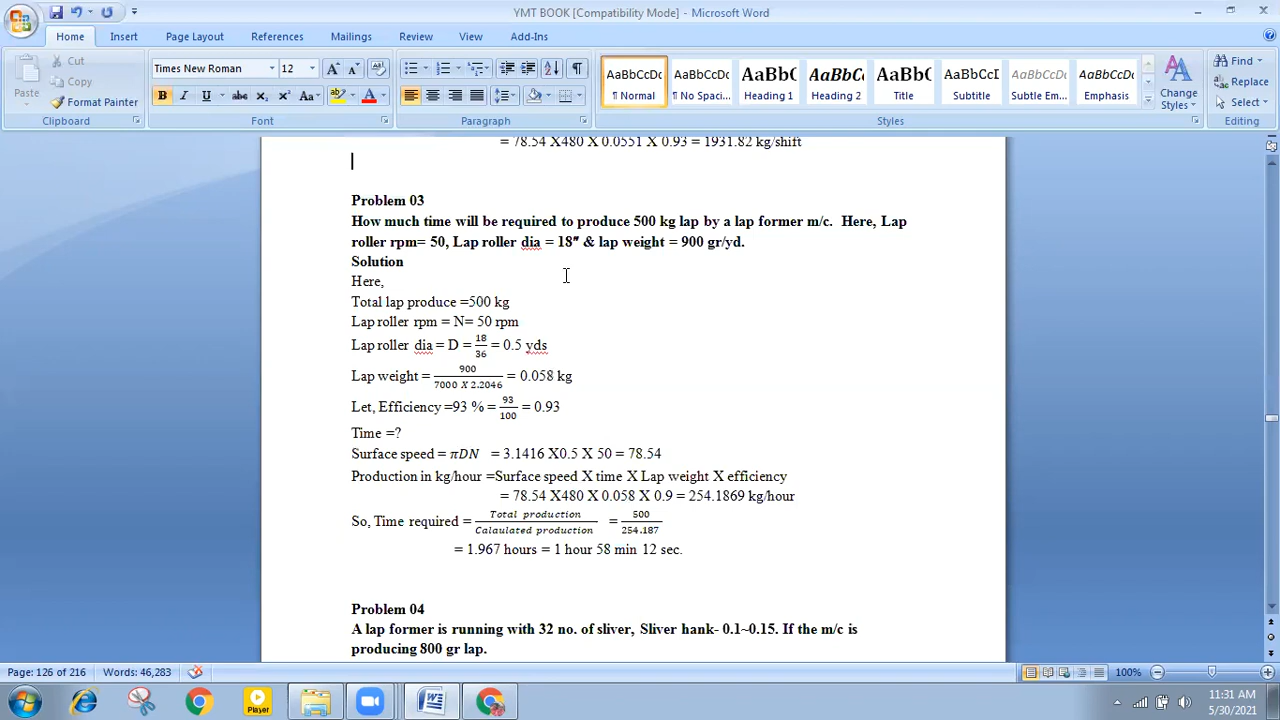 YMT BOOK [Compatibility Mode] - Microsoft Word
Home Insert Page Layout References Mailings Review View Add-Ins
Cut
Copy
Format Painter
Paste
Clipboard
Times New Roman 12
Font
Paragraph
AaBbCcDc AaBbCcDc AaBbC AaBbC AaBbC AaBbCcI AaBbCcDc AaBbCcDc
¶ Normal ¶ No Spaci... Heading 1 Heading 2 Title Subtitle Subtle Em... Emphasis
Change Styles
Styles
Find
Replace
Select
Editing
= 78.54 X480 X 0.0551 X 0.93 = 1931.82 kg/shift
Problem 03
How much time will be required to produce 500 kg lap by a lap former m/c. Here, Lap
roller rpm= 50, Lap roller dia = 18″ & lap weight = 900 gr/yd.
Solution
Here,
Total lap produce =500 kg
Lap roller rpm = N= 50 rpm
Lap roller dia = D = 18/36 = 0.5 yds
Lap weight = 900/7000 X 2.2046 = 0.058 kg
Let, Efficiency =93 % = 93/100 = 0.93
Time =?
Surface speed = πDN = 3.1416 X0.5 X 50 = 78.54
Production in kg/hour =Surface speed X time X Lap weight X efficiency
= 78.54 X480 X 0.058 X 0.9 = 254.1869 kg/hour
So, Time required = Total production/Calaulated production = 500/254.187
= 1.967 hours = 1 hour 58 min 12 sec.
Problem 04
A lap former is running with 32 no. of sliver, Sliver hank- 0.1~0.15. If the m/c is
producing 800 gr lap.
Page: 126 of 216 Words: 46,283 100%
Player
11:31 AM
5/30/2021